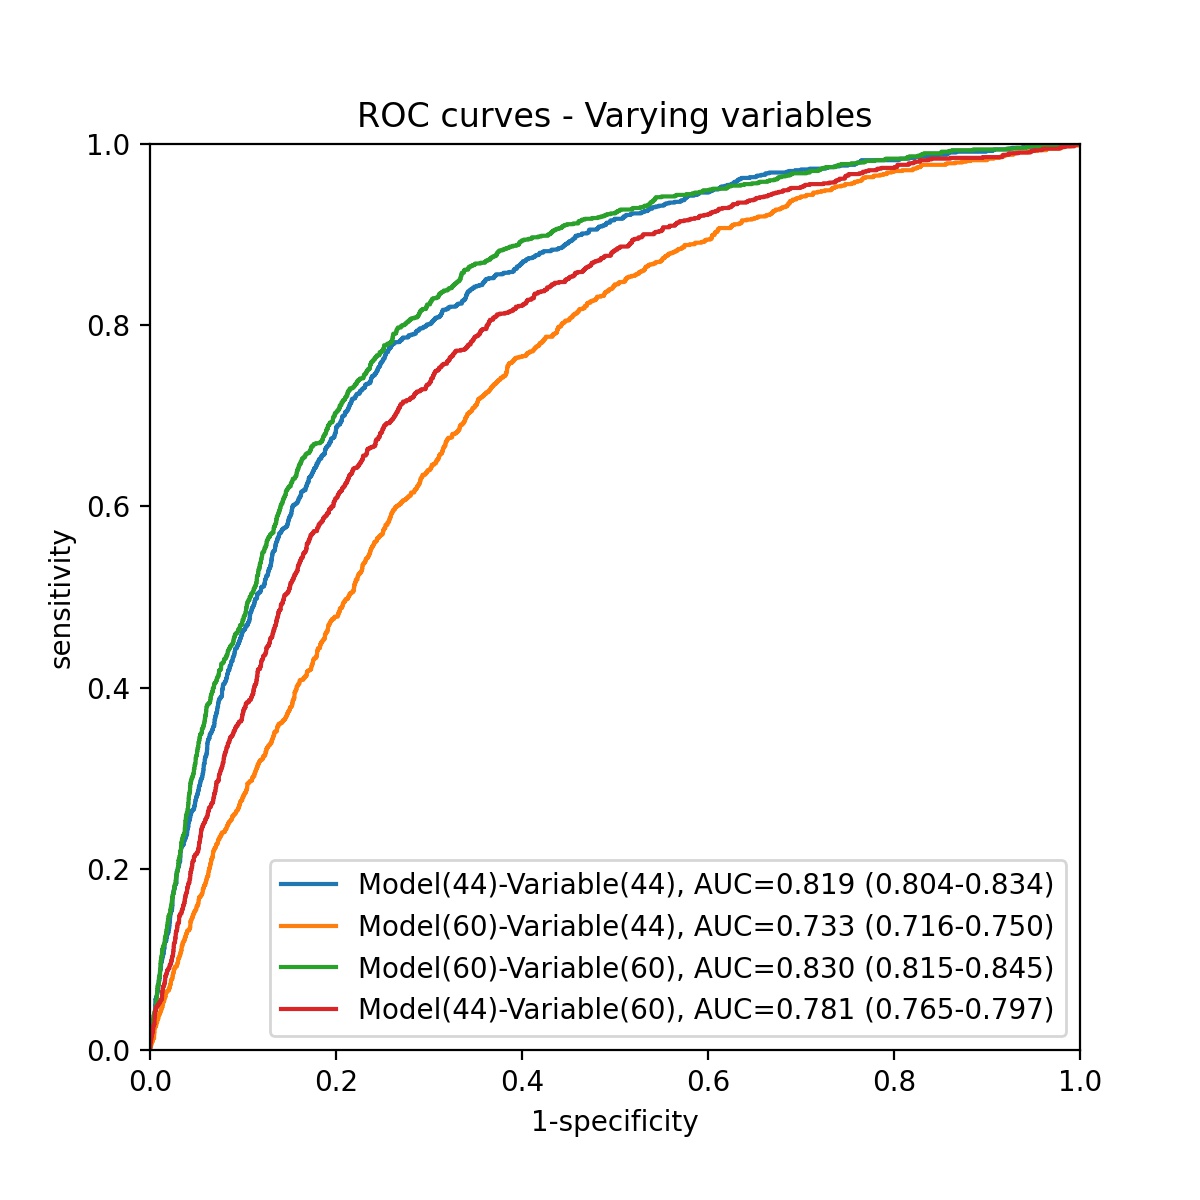 ROC curves - Varying variables
1.0
0.8
0.6
0.4
0.2
0.0
sensitivity
Model(44)-Variable(44), AUC=0.819 (0.804-0.834)
Model(60)-Variable(44), AUC=0.733 (0.716-0.750)
Model(60)-Variable(60), AUC=0.830 (0.815-0.845)
Model(44)-Variable(60), AUC=0.781 (0.765-0.797)
0.0 0.2 0.4 0.6 0.8 1.0
1-specificity